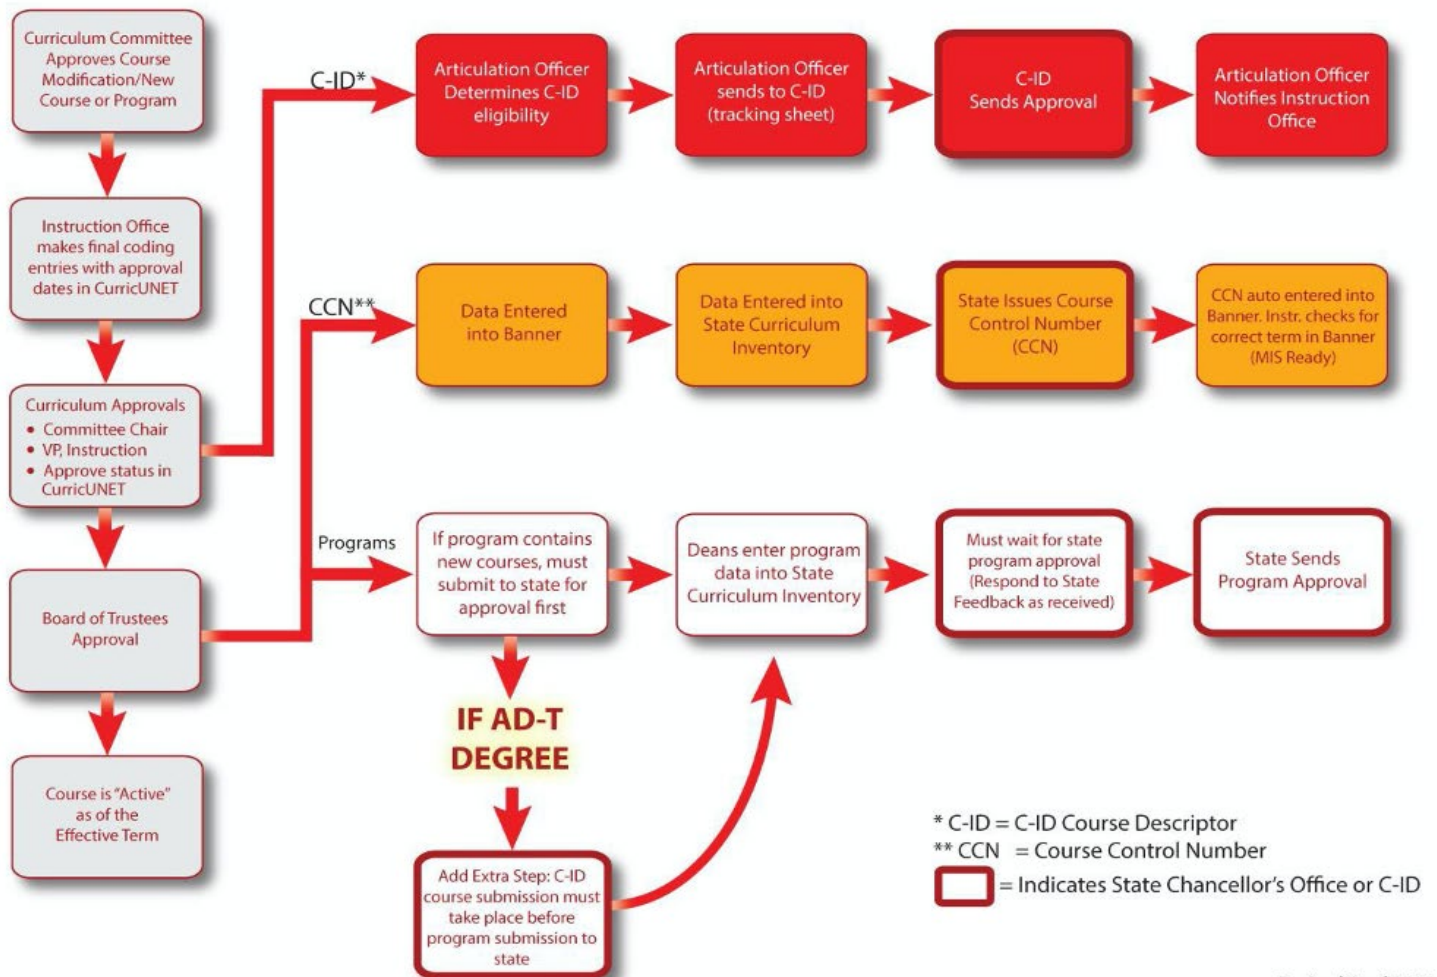 Curriculum Committee
Approves Course
Modification/New
Course or Program
Instruction Office
makes final coding
entries with approval
dates in CurricUNET
Curriculum Approvals
• Committee Chair
• VP, Instruction
• Approve status in
CurricUNET
Board of Trustees
Approval
Course is "Active"
as of the
Effective Term
C-ID*
Articulation Officer
Determines C-ID
eligibility
Articulation Officer
sends to C-ID
(tracking sheet)
C-ID
Sends Approval
Articulation Officer
Notifies Instruction
Office
CCN**
Data Entered
into Banner
Data Entered into
State Curriculum
Inventory
State Issues Course
Control Number
(CCN)
CCN auto entered into
Banner. Instr. checks for
correct term in Banner
(MIS Ready)
Programs
If program contains
new courses, must
submit to state for
approval first
Deans enter program
data into State
Curriculum Inventory
Must wait for state
program approval
(Respond to State
Feedback as received)
State Sends
Program Approval
IF AD-T
DEGREE
Add Extra Step: C-ID
course submission must
take place before
program submission to
state
* C-ID = C-ID Course Descriptor
** CCN = Course Control Number
= Indicates State Chancellor's Office or C-ID